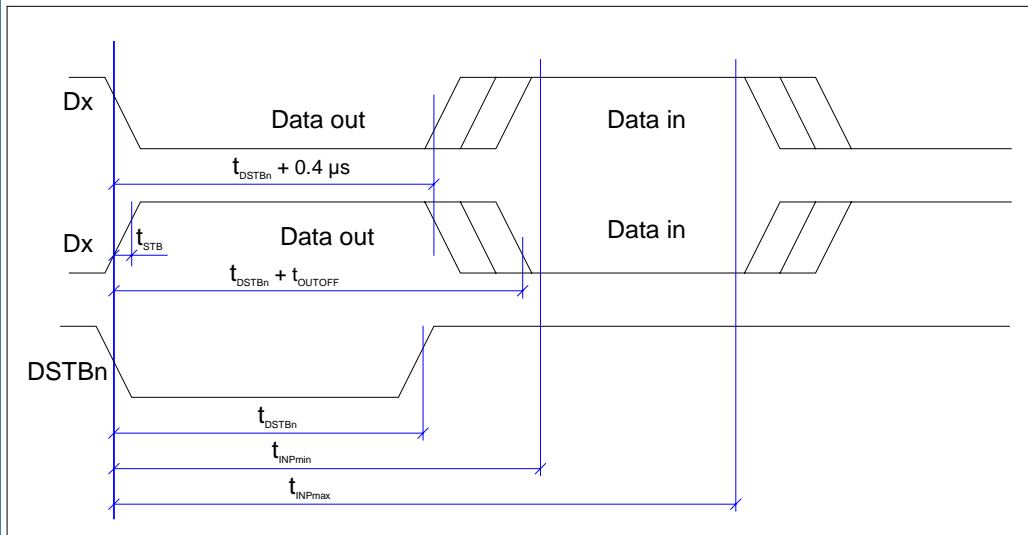 Dx
Data out
Data in
tDSTBn + 0.4 µs
Dx
tSTB
Data out
Data in
tDSTBn + tOUTOFF
DSTBn
tDSTBn
tINPmin
tINPmax